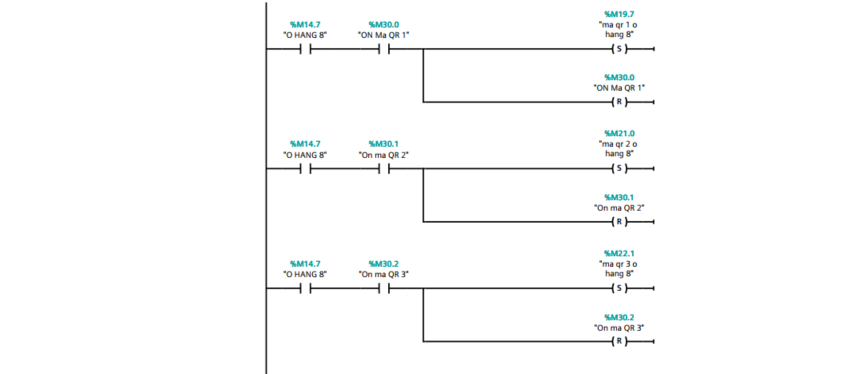 %M14.7 %M30.0 %M19.7
"O HANG 8" "ON Ma QR 1" "ma qr 1 o
hang 8"
S
%M30.0
"ON Ma QR 1"
R
%M14.7 %M30.1 %M21.0
"O HANG 8" "On ma QR 2" "ma qr 2 o
hang 8"
S
%M30.1
"On ma QR 2"
R
%M14.7 %M30.2 %M22.1
"O HANG 8" "On ma QR 3" "ma qr 3 o
hang 8"
S
%M30.2
"On ma QR 3"
R